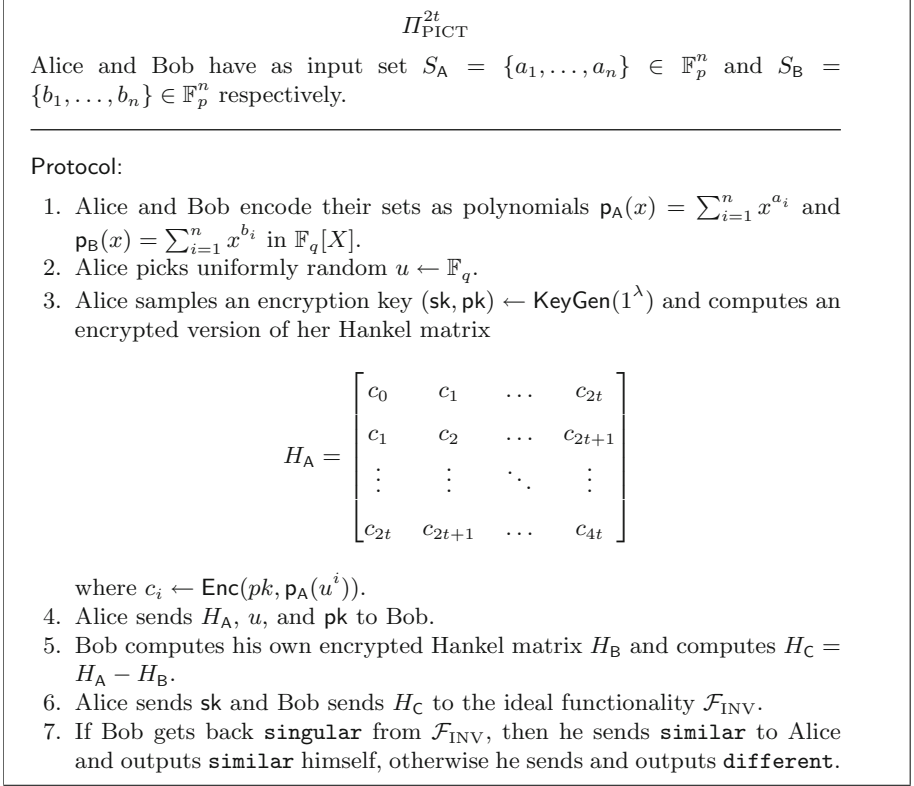 Π^{2t}_{PICT}
Alice and Bob have as input set S_A = {a_1, . . . , a_n} ∈ 𝔽_p^n and S_B =
{b_1, . . . , b_n} ∈ 𝔽_p^n respectively.
Protocol:
1. Alice and Bob encode their sets as polynomials p_A(x) = ∑_{i=1}^n x^{a_i} and
p_B(x) = ∑_{i=1}^n x^{b_i} in 𝔽_q[X].
2. Alice picks uniformly random u ← 𝔽_q.
3. Alice samples an encryption key (sk, pk) ← KeyGen(1^λ) and computes an
encrypted version of her Hankel matrix
c_0 c_1 . . . c_{2t}
c_1 c_2 . . . c_{2t+1}
H_A = ⋮ ⋮ ⋱ ⋮
c_{2t} c_{2t+1} . . . c_{4t}
where c_i ← Enc(pk, p_A(u^i)).
4. Alice sends H_A, u, and pk to Bob.
5. Bob computes his own encrypted Hankel matrix H_B and computes H_C =
H_A − H_B.
6. Alice sends sk and Bob sends H_C to the ideal functionality ℱ_{INV}.
7. If Bob gets back singular from ℱ_{INV}, then he sends similar to Alice
and outputs similar himself, otherwise he sends and outputs different.